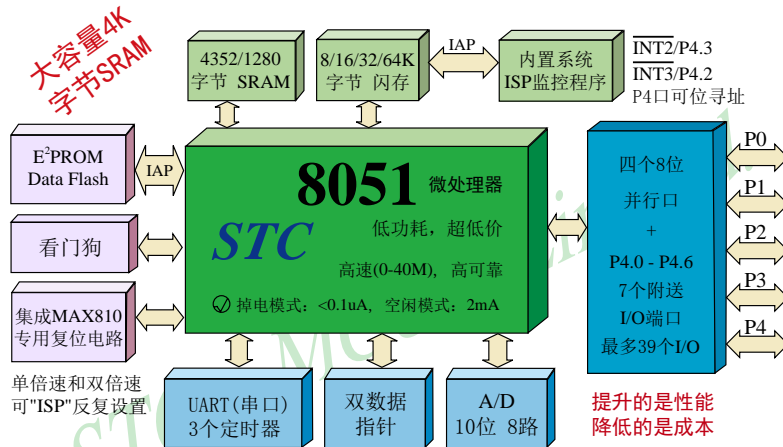 大容量4K
字节SRAM
4352/1280
字节 SRAM
8/16/32/64K
字节 闪存
IAP
内置系统
ISP监控程序
INT2/P4.3
INT3/P4.2
P4口可位寻址
E²PROM
Data Flash
IAP
看门狗
集成MAX810
专用复位电路
单倍速和双倍速
可"ISP"反复设置
8051 微处理器
STC
低功耗，超低价
高速(0-40M)，高可靠
掉电模式：<0.1uA，空闲模式：2mA
四个8位
并行口
+
P4.0 - P4.6
7个附送
I/O端口
最多39个I/O
P0
P1
P2
P3
P4
UART(串口)
3个定时器
双数据
指针
A/D
10位 8路
提升的是性能
降低的是成本